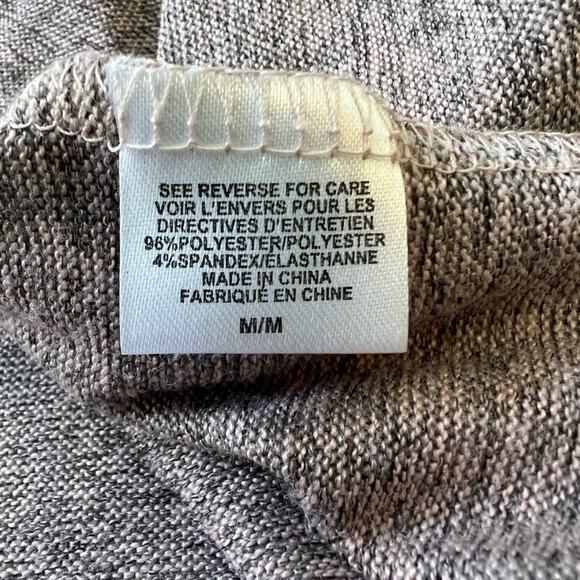 SEE REVERSE FOR CARE
VOIR L'ENVERS POUR LES
DIRECTIVES D'ENTRETIEN
96%POLYESTER/POLYESTER
4%SPANDEX/ÉLASTHANNE
MADE IN CHINA
FABRIQUÉ EN CHINE
M/M